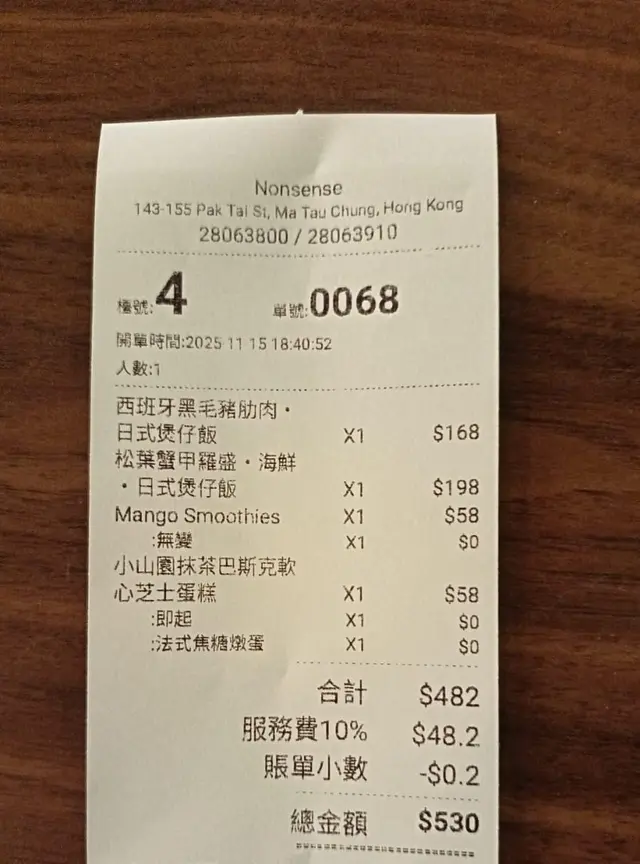 Nonsense
143-155 Pak Tai St, Ma Tau Chung, Hong Kong
28063800 / 28063910
檯號:4 單號:0068
開單時間:2025 11 15 18:40:52
人數:1
西班牙黑毛豬肋肉・
日式煲仔飯 X1 $168
松葉蟹甲羅盛・海鮮
・日式煲仔飯 X1 $198
Mango Smoothies X1 $58
:無變 X1 $0
小山園抹茶巴斯克軟
心芝士蛋糕 X1 $58
:即起 X1 $0
:法式焦糖燉蛋 X1 $0
合計 $482
服務費10% $48.2
賬單小數 -$0.2
總金額 $530